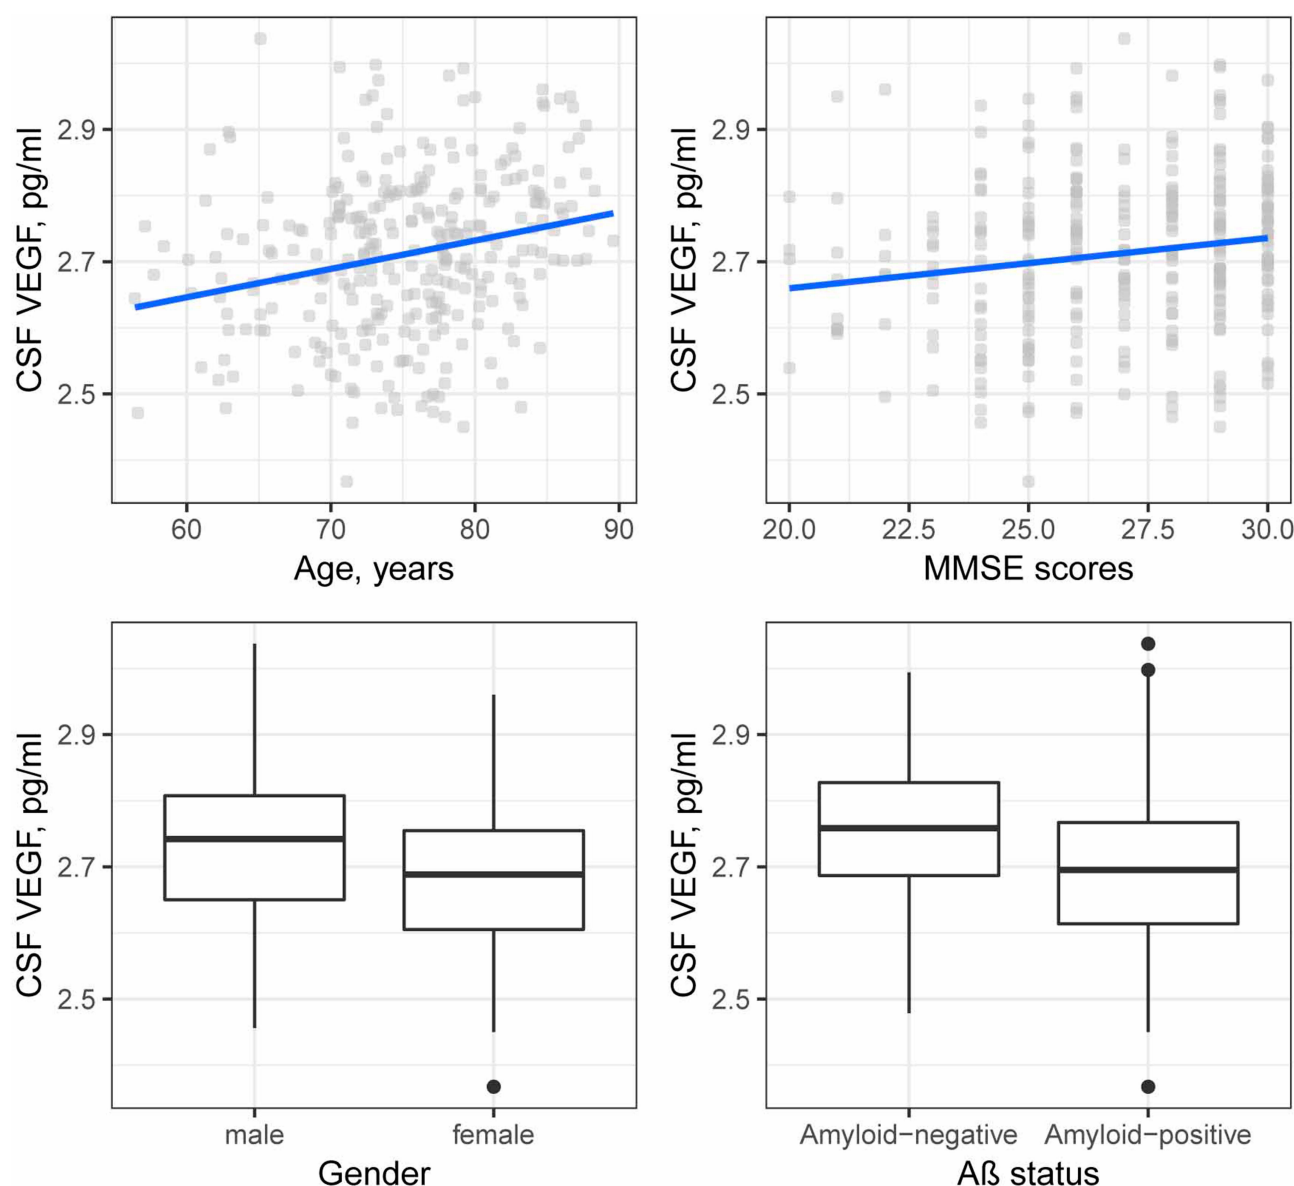 CSF VEGF, pg/ml
2.9
2.7
2.5
60 70 80 90
Age, years
CSF VEGF, pg/ml
2.9
2.7
2.5
20.0 22.5 25.0 27.5 30.0
MMSE scores
CSF VEGF, pg/ml
2.9
2.7
2.5
male female
Gender
CSF VEGF, pg/ml
2.9
2.7
2.5
Amyloid−negative Amyloid−positive
Aß status